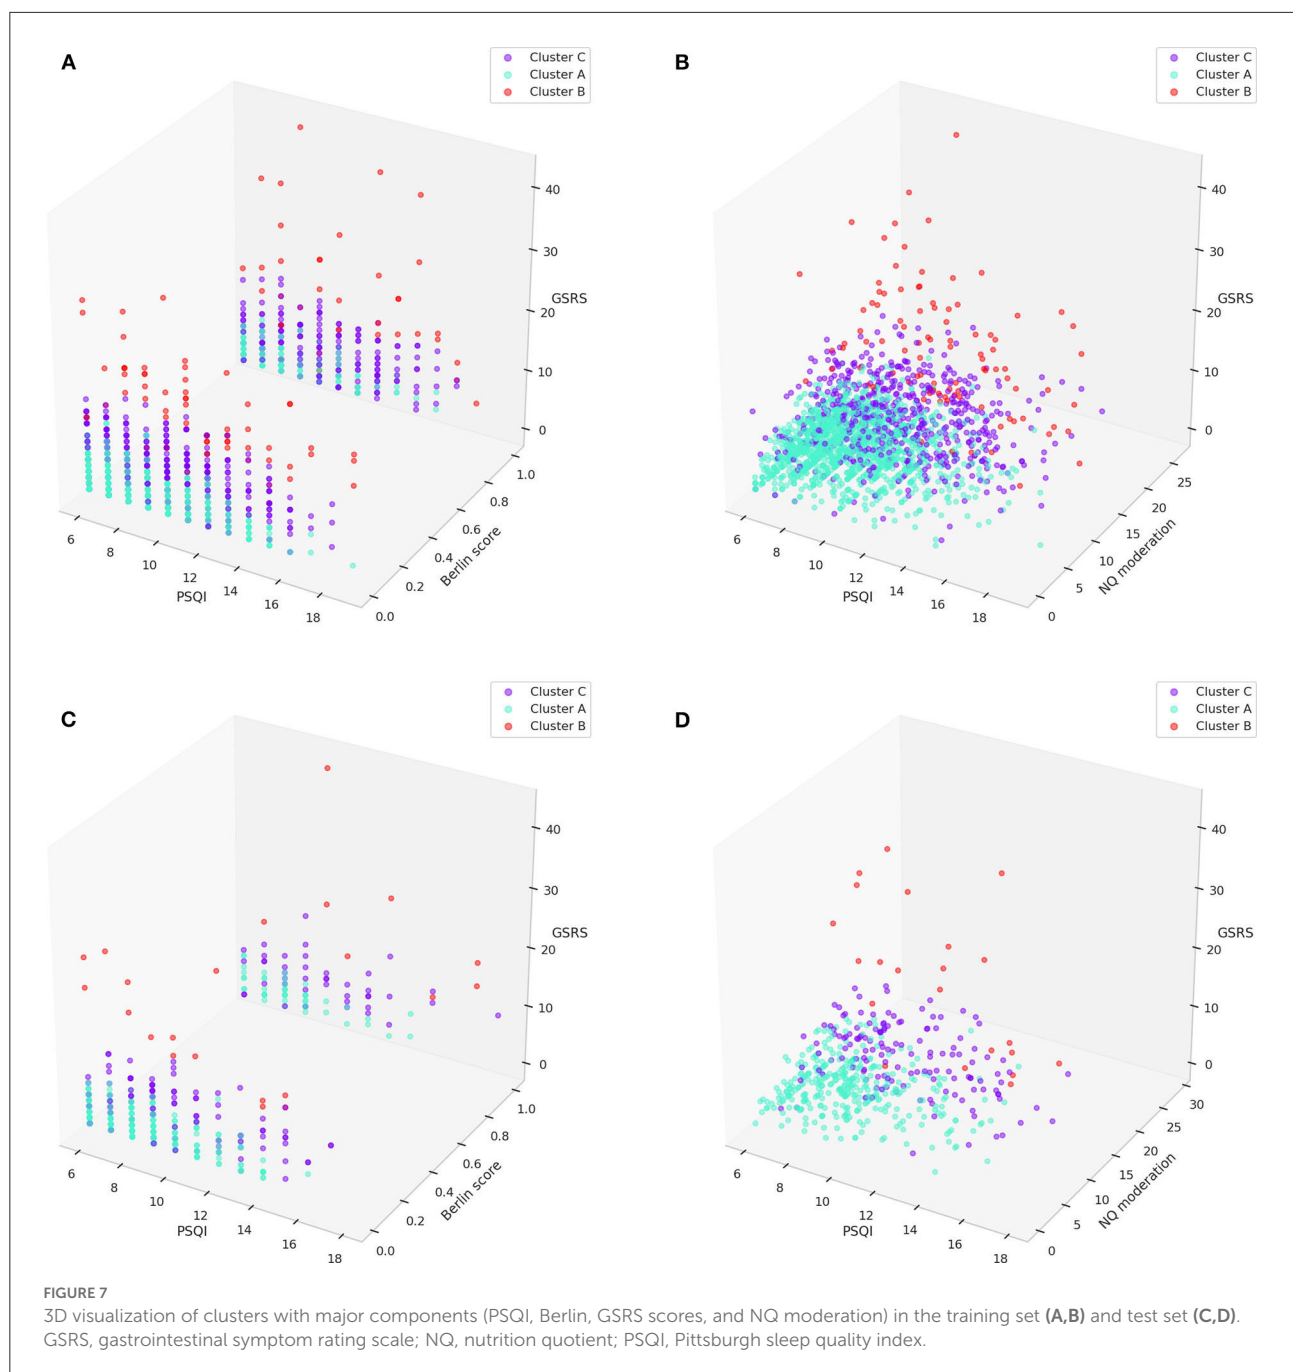 A
Cluster C
Cluster A
Cluster B
40
30
GSRS
20
10
0
1.0
0.8
0.6
0.4
0.2
0.0
Berlin score
6
8
10
12
14
16
18
PSQI
B
Cluster C
Cluster A
Cluster B
40
30
GSRS
20
10
0
25
20
15
10
5
0
NQ moderation
6
8
10
12
14
16
18
PSQI
C
Cluster C
Cluster A
Cluster B
40
30
GSRS
20
10
0
1.0
0.8
0.6
0.4
0.2
0.0
Berlin score
6
8
10
12
14
16
18
PSQI
D
Cluster C
Cluster A
Cluster B
40
30
GSRS
20
10
0
30
25
20
15
10
5
0
NQ moderation
6
8
10
12
14
16
18
PSQI
FIGURE 7
3D visualization of clusters with major components (PSQI, Berlin, GSRS scores, and NQ moderation) in the training set (A,B) and test set (C,D).
GSRS, gastrointestinal symptom rating scale; NQ, nutrition quotient; PSQI, Pittsburgh sleep quality index.